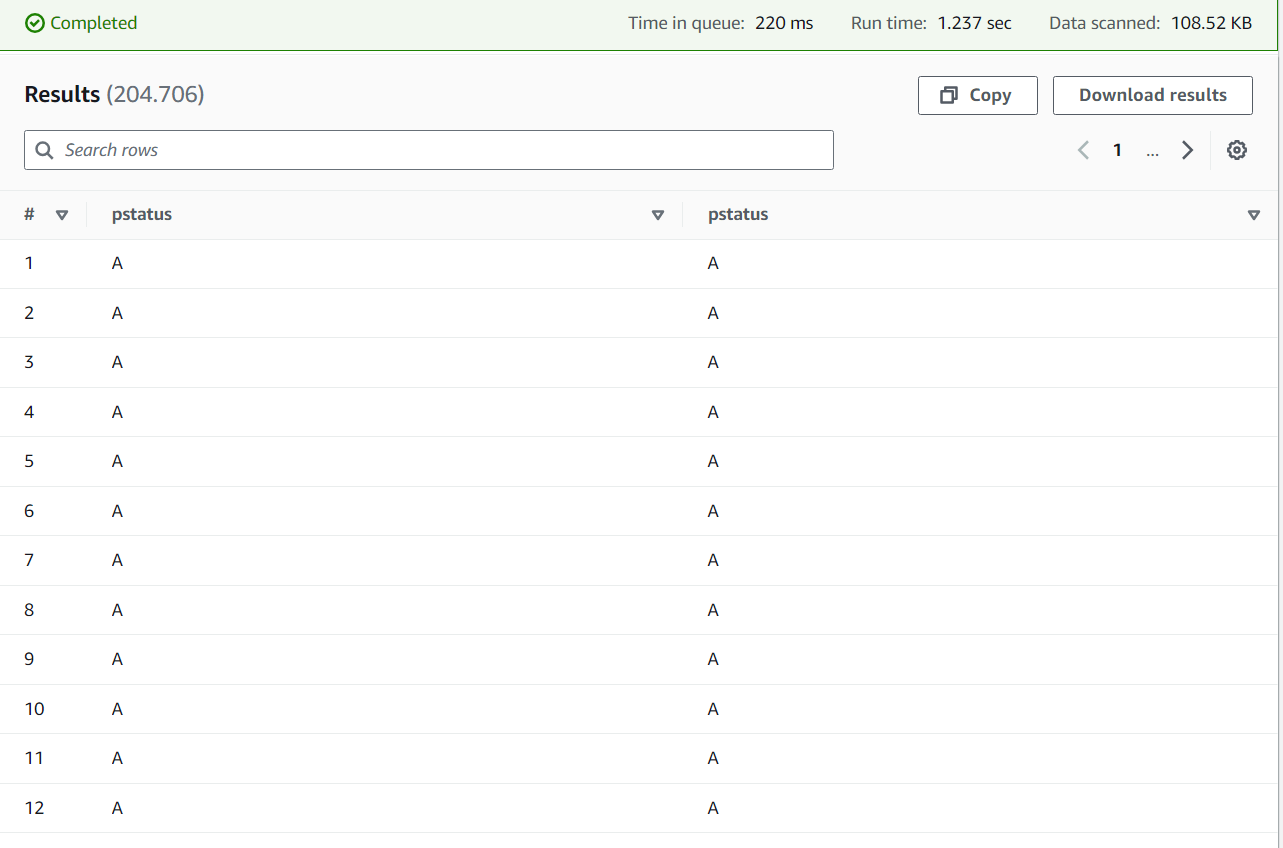 Completed Time in queue: 220 ms Run time: 1.237 sec Data scanned: 108.52 KB
Results (204.706) Copy Download results
Search rows 1 ...
# pstatus pstatus
1 A A
2 A A
3 A A
4 A A
5 A A
6 A A
7 A A
8 A A
9 A A
10 A A
11 A A
12 A A